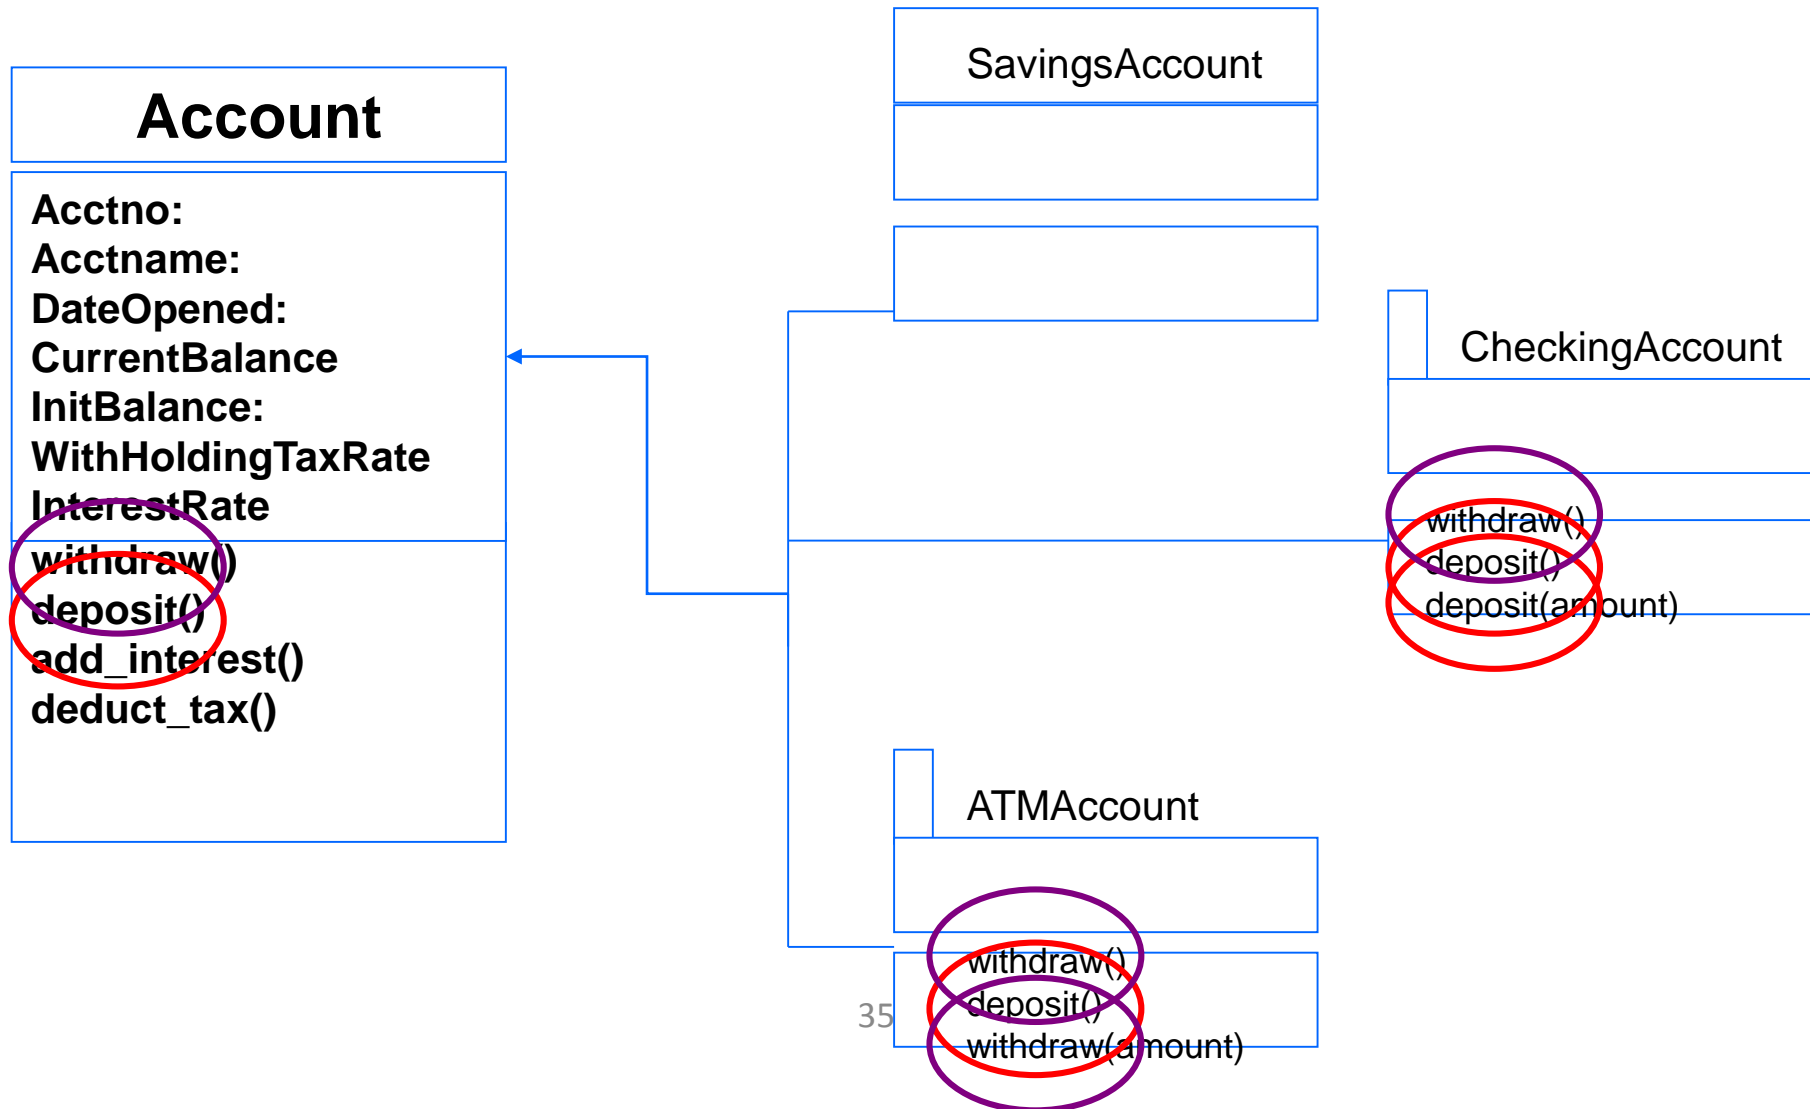 Account
Acctno:
Acctname:
DateOpened:
CurrentBalance
InitBalance:
WithHoldingTaxRate
InterestRate
withdraw()
deposit()
add_interest()
deduct_tax()
SavingsAccount
CheckingAccount
withdraw()
deposit()
deposit(amount)
ATMAccount
withdraw()
deposit()
withdraw(amount)
35